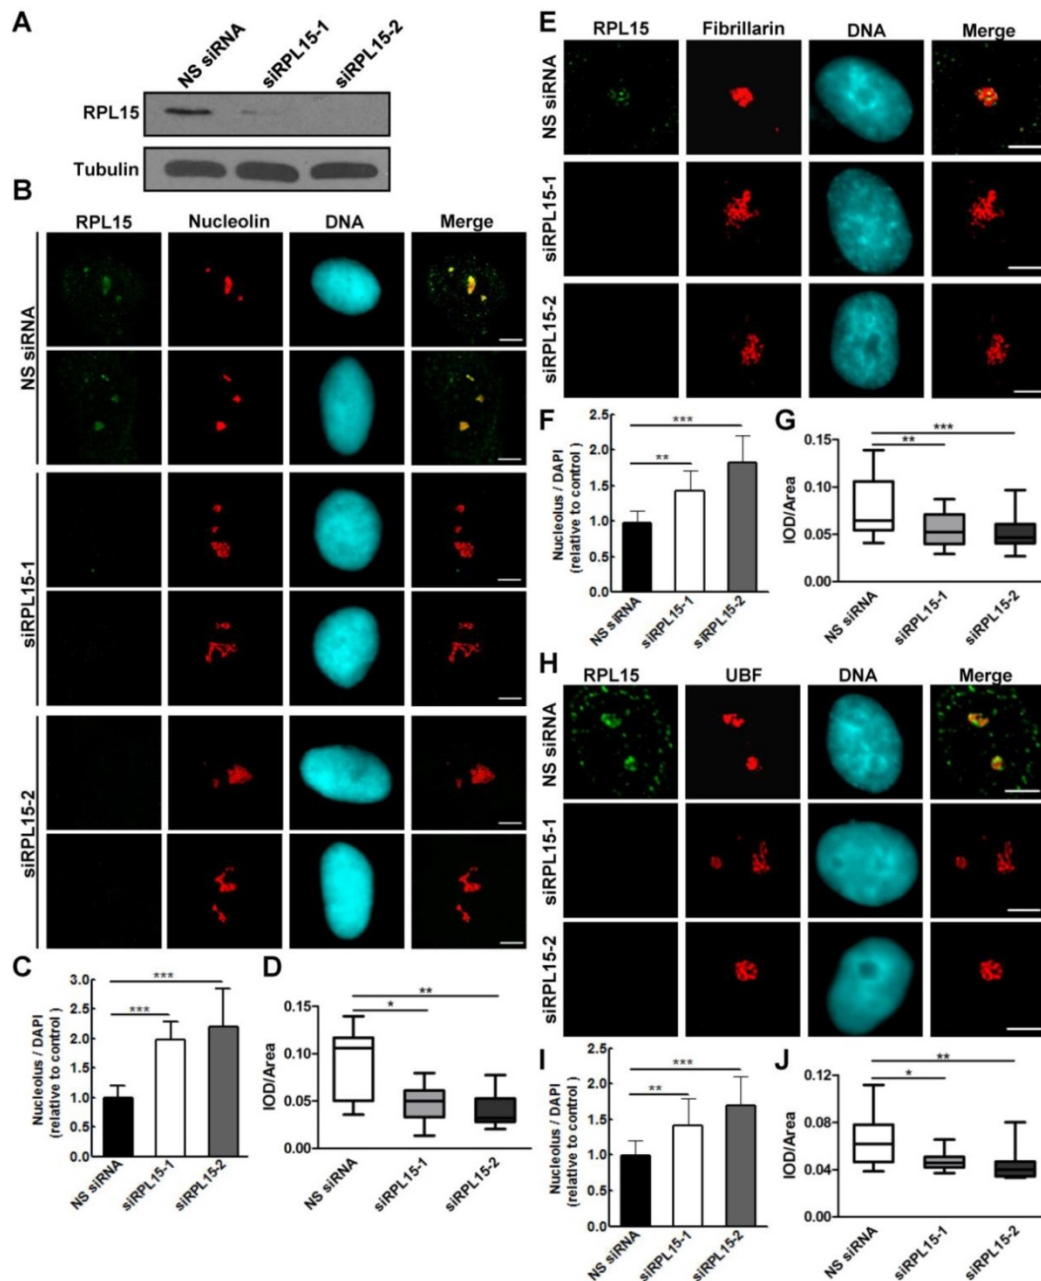 A
NS siRNA
siRPL15-1
siRPL15-2
RPL15
Tubulin
B
RPL15 Nucleolin DNA Merge
NS siRNA
siRPL15-1
siRPL15-2
C
Nucleolus / DAPI
(relative to control )
3.0
2.5
2.0
1.5
1.0
0.5
0.0
***
***
NS siRNA
siRPL15-1
siRPL15-2
D
IOD/Area
0.15
0.10
0.05
0.00
**
*
NS siRNA
siRPL15-1
siRPL15-2
E
RPL15 Fibrillarin DNA Merge
NS siRNA
siRPL15-1
siRPL15-2
F
Nucleolus / DAPI
(relative to control)
2.5
2.0
1.5
1.0
0.5
0.0
***
**
NS siRNA
siRPL15-1
siRPL15-2
G
IOD/Area
0.15
0.10
0.05
0.00
***
**
NS siRNA
siRPL15-1
siRPL15-2
H
RPL15 UBF DNA Merge
NS siRNA
siRPL15-1
siRPL15-2
I
Nucleolus / DAPI
(relative to control)
2.5
2.0
1.5
1.0
0.5
0.0
***
**
NS siRNA
siRPL15-1
siRPL15-2
J
IOD/Area
0.12
0.08
0.04
0.00
**
*
NS siRNA
siRPL15-1
siRPL15-2